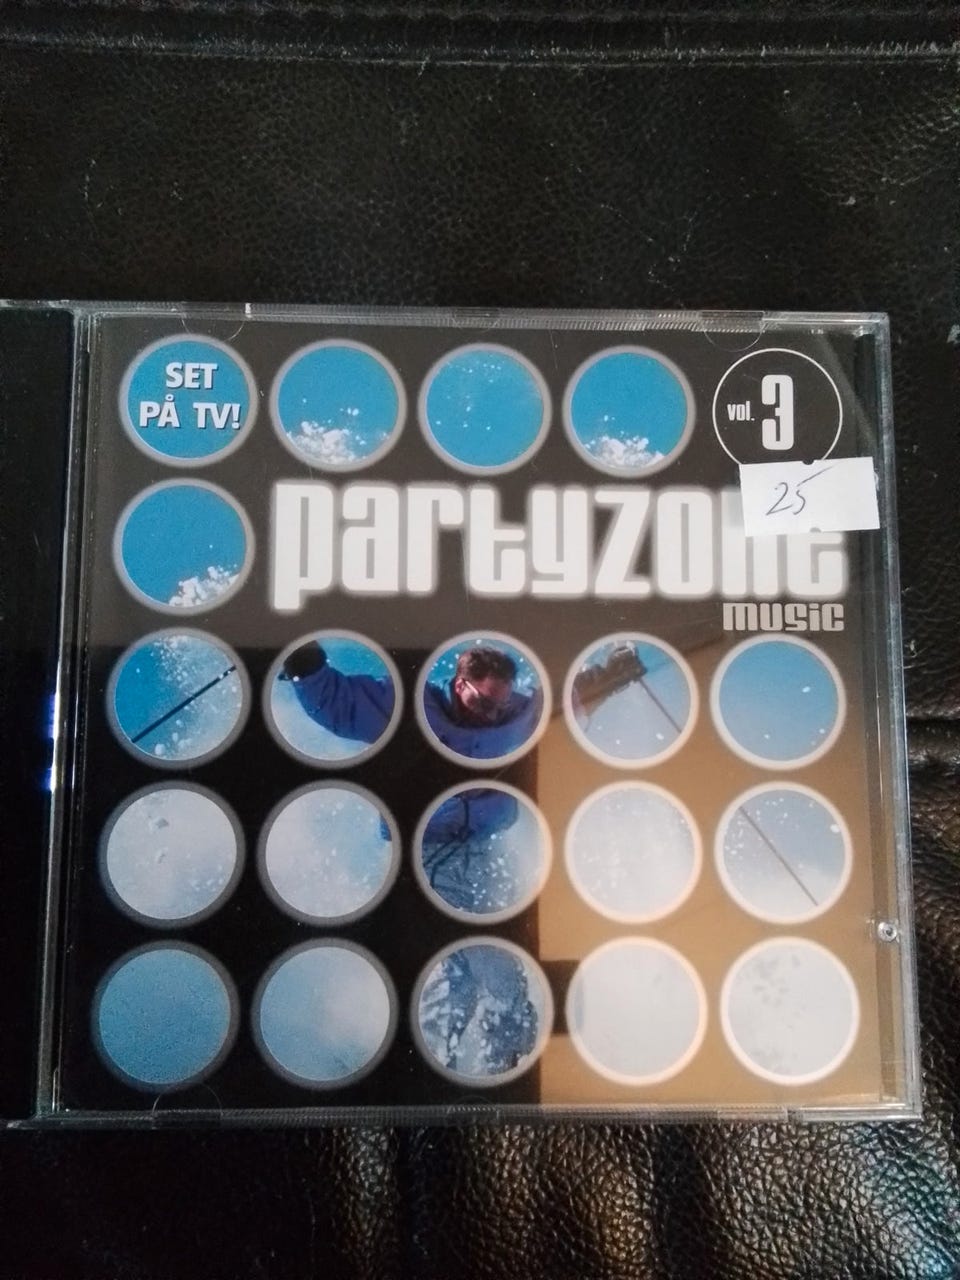 SET
PÅ TV!
vol. 3
25
partyzone
music